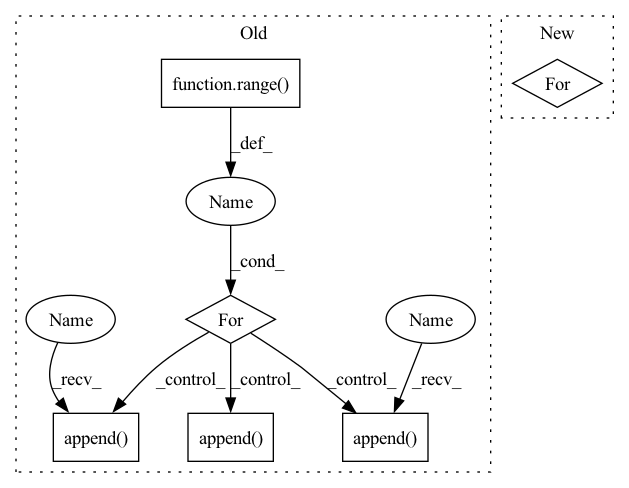 Old
New
function.range()
For
_def_
Name
_cond_
Name
For
Name
_recv_
_control_
_control_
_control_
_recv_
append()
append()
append()